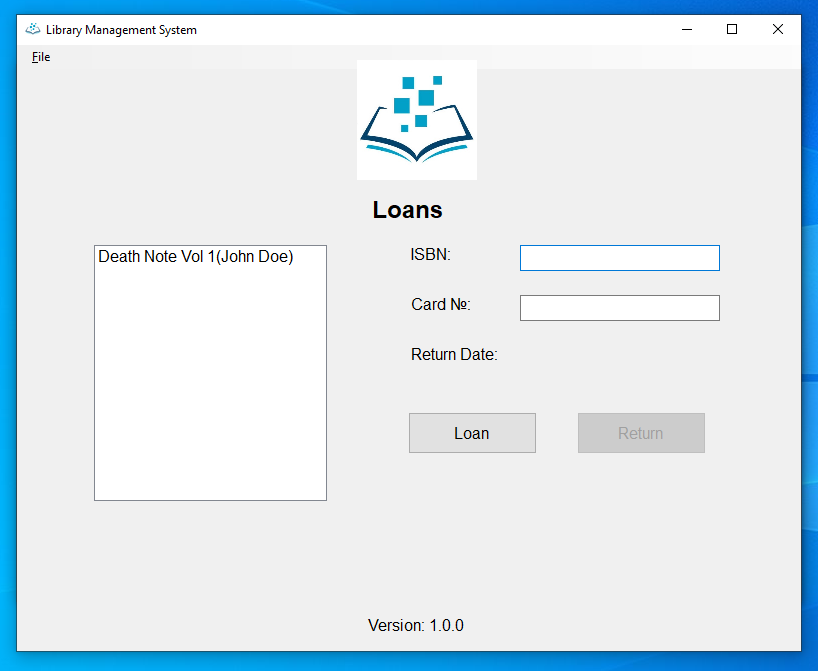 Library Management System
File
Loans
Death Note Vol 1(John Doe)
ISBN:
Card №:
Return Date:
Loan
Return
Version: 1.0.0